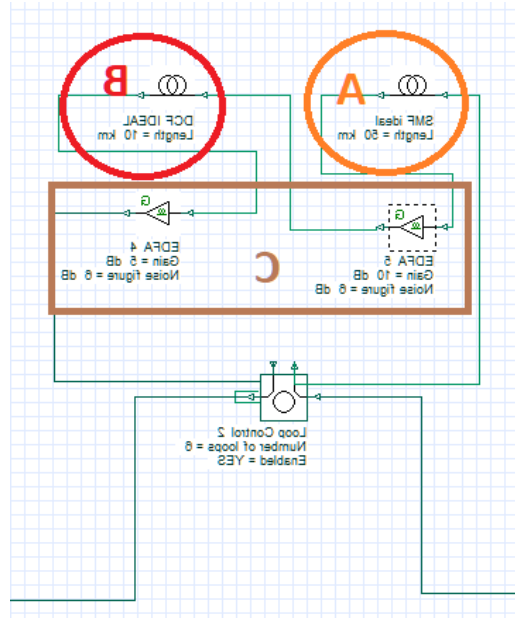 A
SMF ideal
Length = 50 km
B
DCF IDEAL
Length = 10 km
G
EDFA 5
Gain = 10 dB
Noise figure = 6 dB
C
G
EDFA 4
Gain = 5 dB
Noise figure = 6 dB
Loop Control 2
Number of loops = 6
Enabled = YES